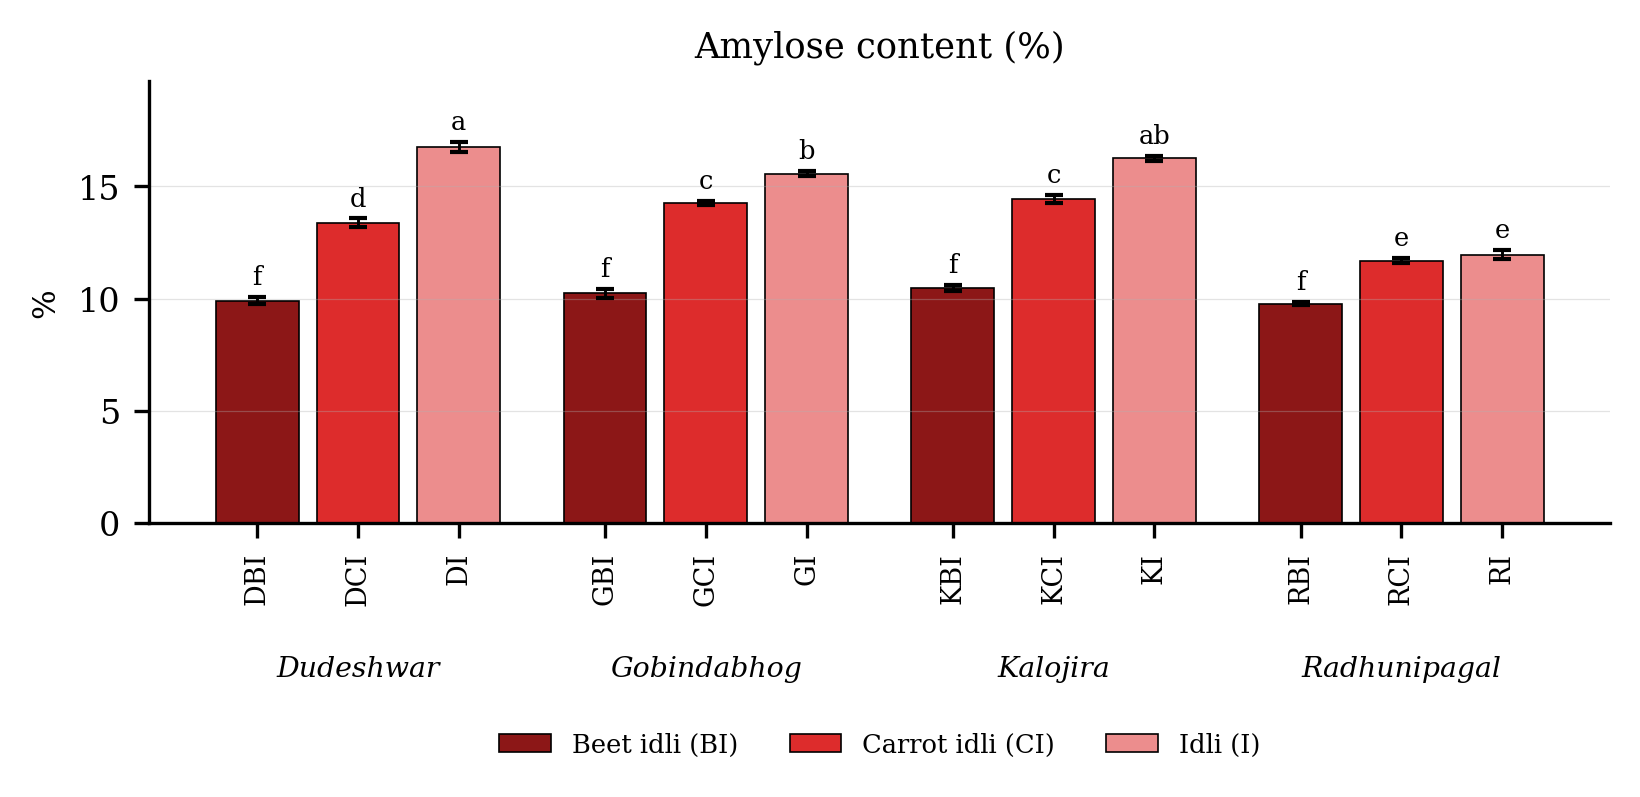 Amylose content (%)
%
15
10
5
0
f
d
a
f
c
b
f
c
ab
f
e
e
DBI
DCI
DI
GBI
GCI
GI
KBI
KCI
KI
RBI
RCI
RI
Dudeshwar
Gobindabhog
Kalojira
Radhunipagal
Beet idli (BI)
Carrot idli (CI)
Idli (I)